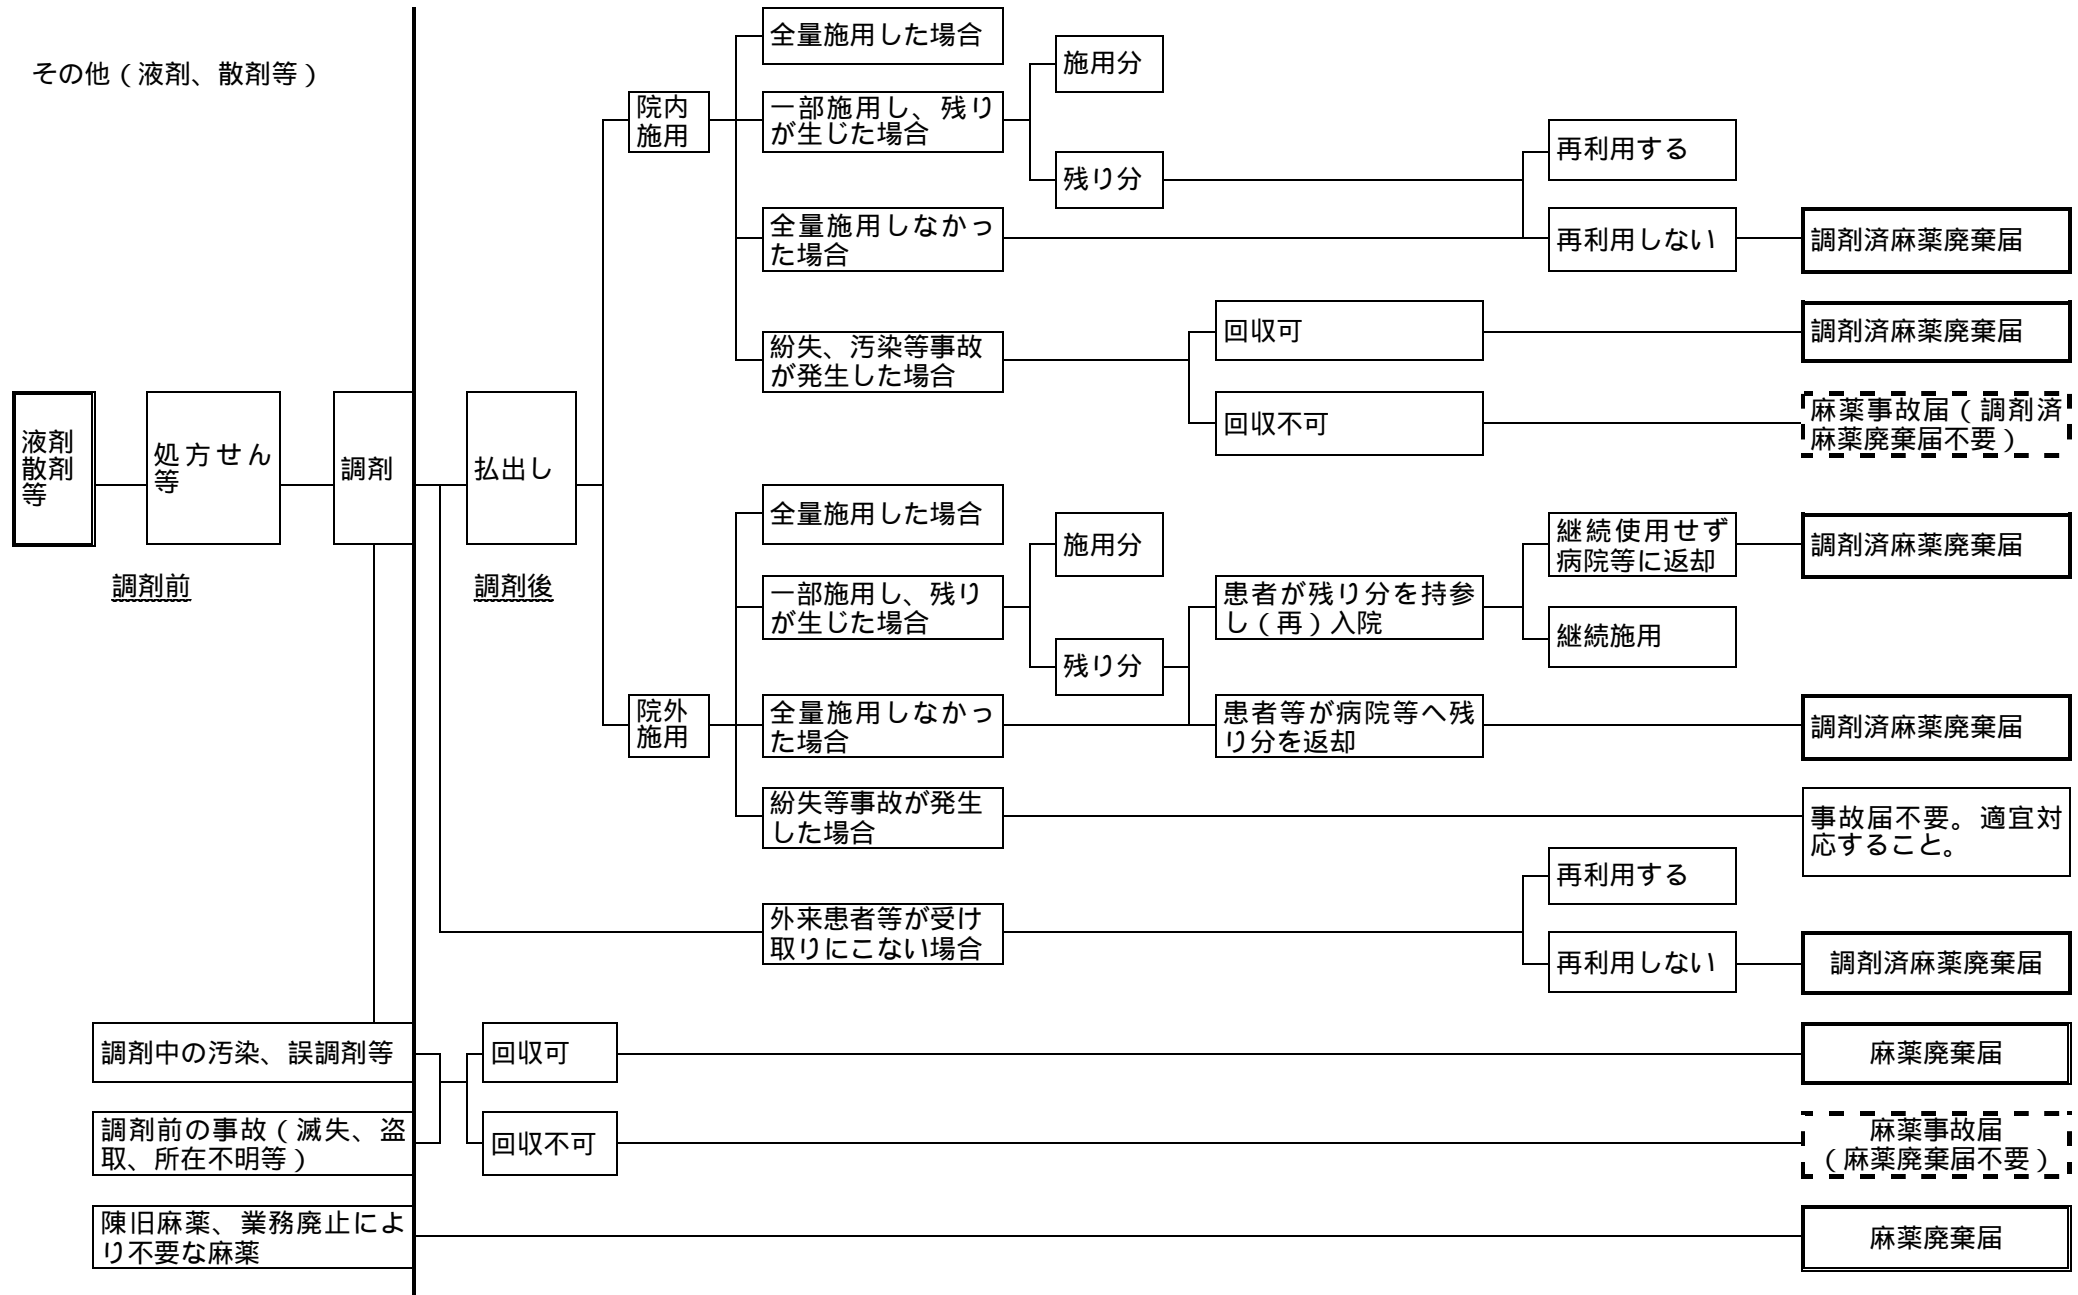 その他(液剤、散剤等)
液剤
散剤
等
処方せん
等
調剤
払出し
調剤前
調剤後
院内
施用
全量施用した場合
一部施用し、残り
が生じた場合
施用分
残り分
再利用する
全量施用しなかっ
た場合
再利用しない
調剤済麻薬廃棄届
紛失、汚染等事故
が発生した場合
回収可
調剤済麻薬廃棄届
回収不可
麻薬事故届(調剤済
麻薬廃棄届不要)
院外
施用
全量施用した場合
一部施用し、残り
が生じた場合
施用分
残り分
患者が残り分を持参
し(再)入院
継続使用せず
病院等に返却
調剤済麻薬廃棄届
継続施用
全量施用しなかっ
た場合
患者等が病院等へ残
り分を返却
調剤済麻薬廃棄届
紛失等事故が発生
した場合
事故届不要。適宜対
応すること。
外来患者等が受け
取りにこない場合
再利用する
再利用しない
調剤済麻薬廃棄届
調剤中の汚染、誤調剤等
回収可
麻薬廃棄届
調剤前の事故(滅失、盗
取、所在不明等)
回収不可
麻薬事故届
(麻薬廃棄届不要)
陳旧麻薬、業務廃止によ
り不要な麻薬
麻薬廃棄届